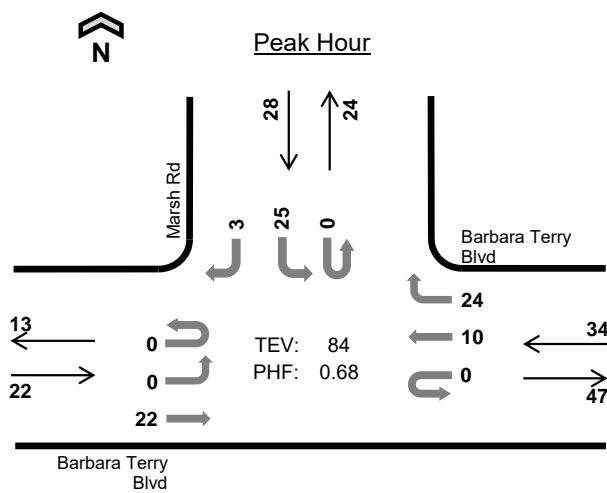 Peak Hour
N
28
24
Marsh Rd
3
25
0
Barbara Terry
Blvd
24
13
0
TEV: 84
10
34
22
0
PHF: 0.68
0
47
22
Barbara Terry
Blvd